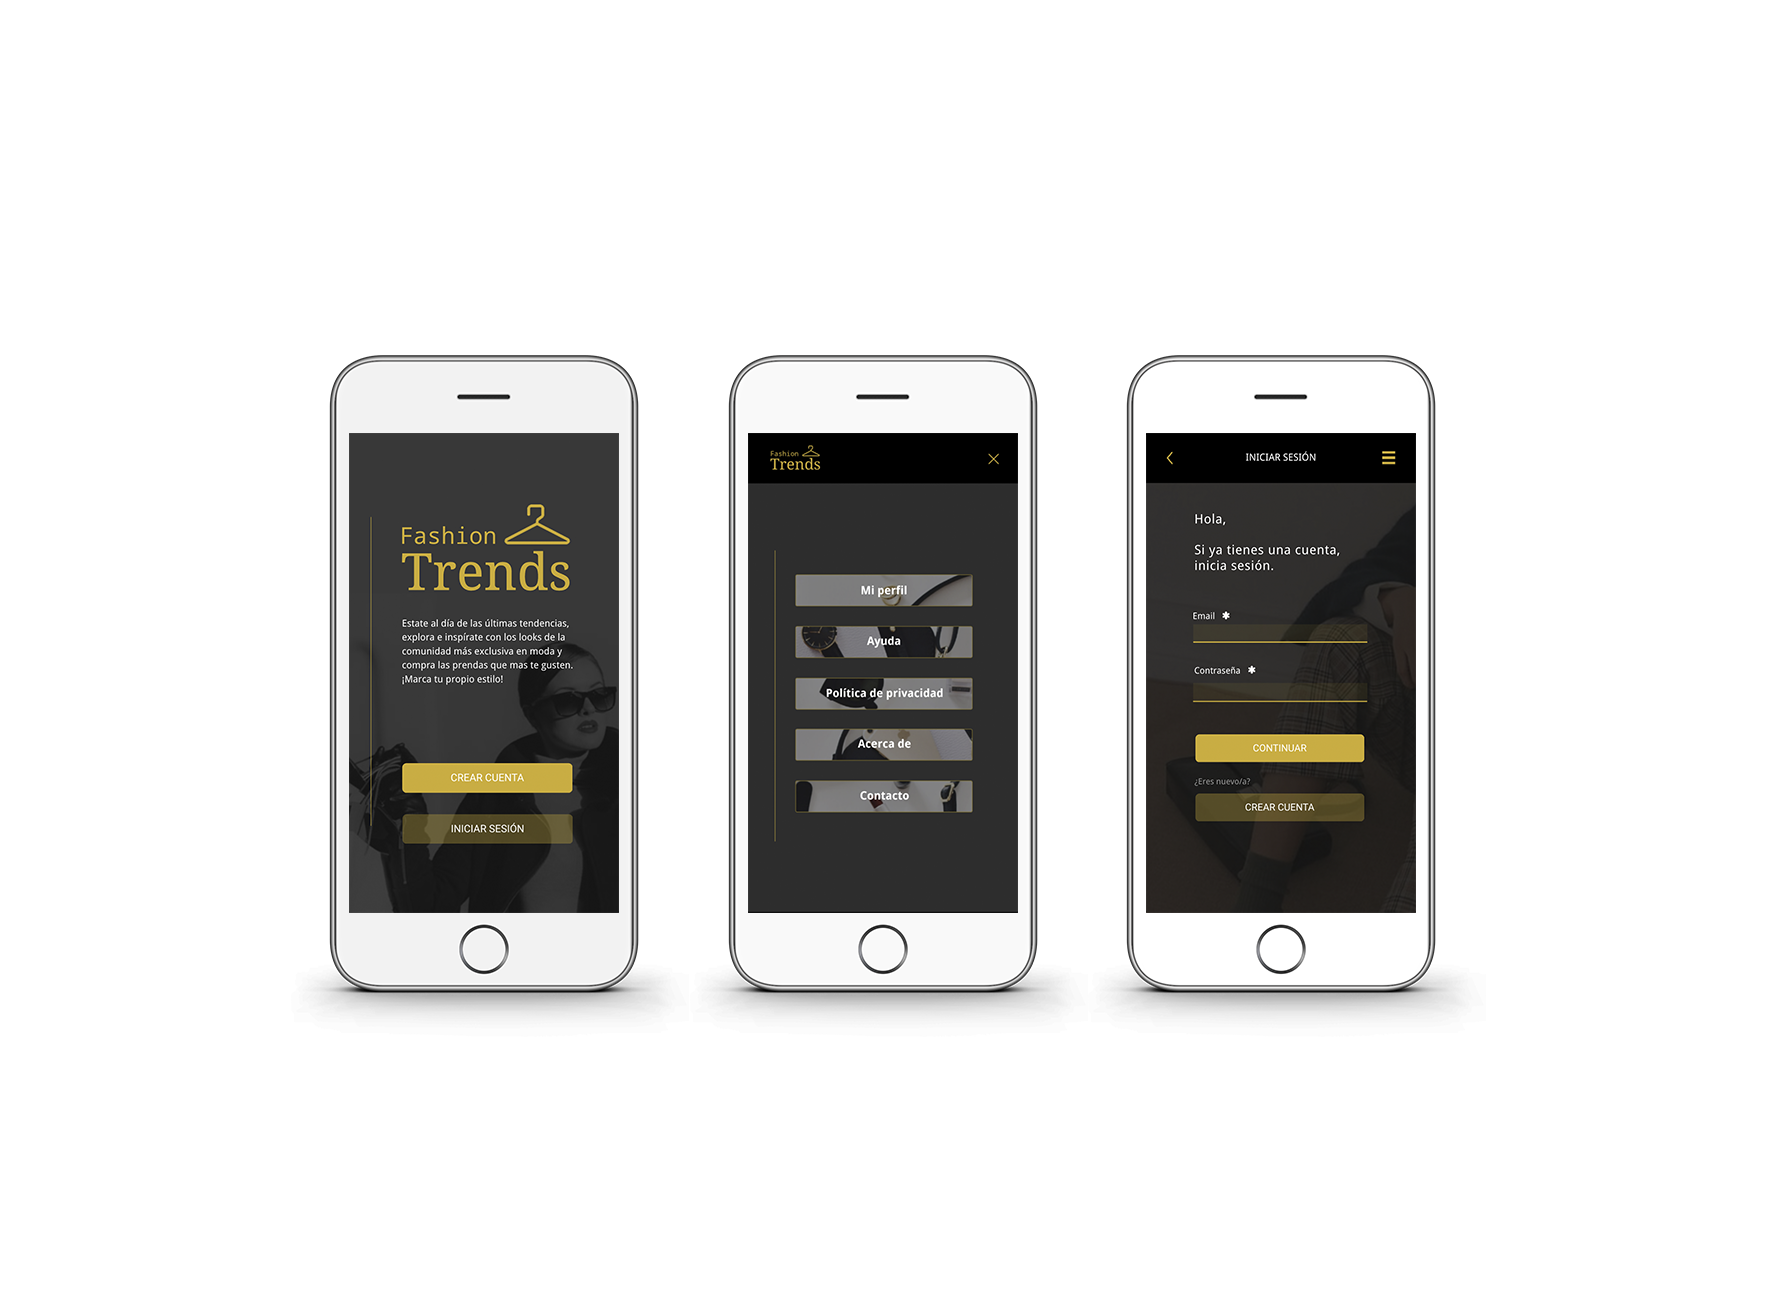 Fashion
Trends
Estate al día de las últimas tendencias,
explora e inspírate con los looks de la
comunidad más exclusiva en moda y
compra las prendas que mas te gusten.
¡Marca tu propio estilo!
CREAR CUENTA
INICIAR SESIÓN
Fashion
Trends
Mi perfil
Ayuda
Política de privacidad
Acerca de
Contacto
INICIAR SESIÓN
Hola,
Si ya tienes una cuenta,
inicia sesión.
Email ✱
Contraseña ✱
CONTINUAR
¿Eres nuevo/a?
CREAR CUENTA